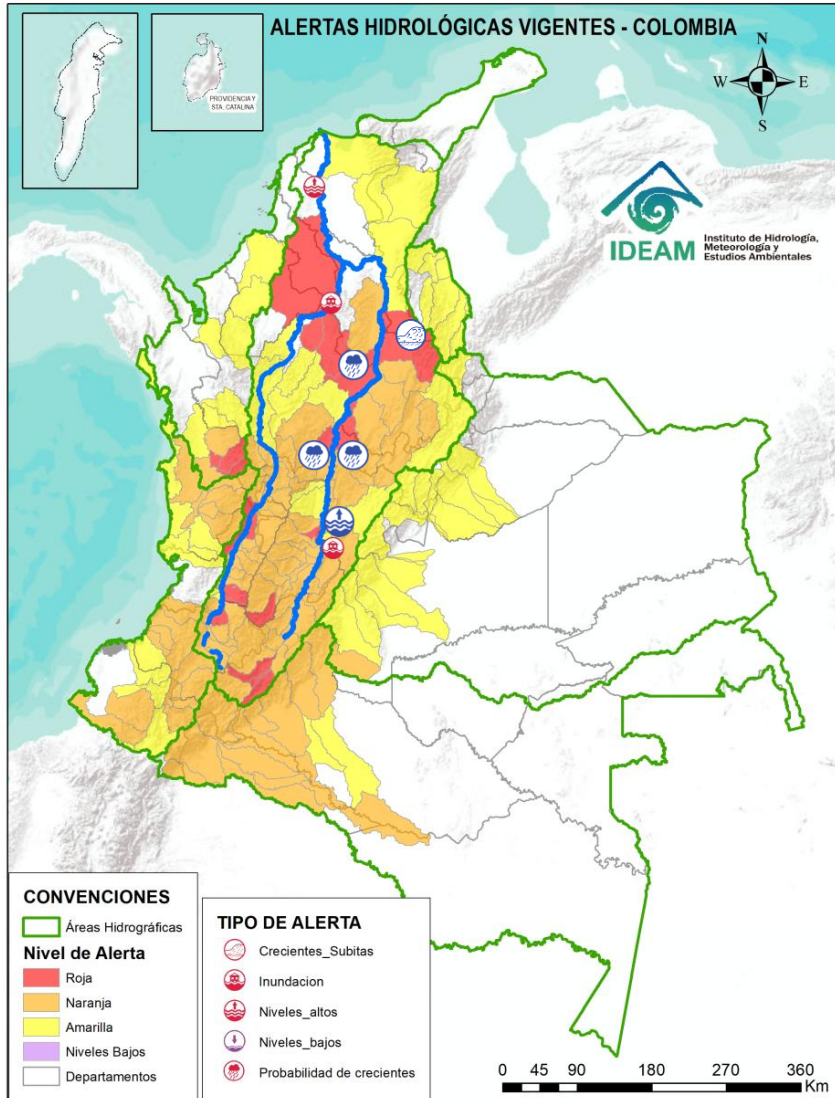 ALERTAS HIDROLÓGICAS VIGENTES - COLOMBIA
PROVIDENCIA Y
STA. CATALINA
N
W
E
S
IDEAM
Instituto de Hidrología,
Meteorología y
Estudios Ambientales
CONVENCIONES
Áreas Hidrográficas
Nivel de Alerta
Roja
Naranja
Amarilla
Niveles Bajos
Departamentos
TIPO DE ALERTA
Crecientes_Subitas
Inundacion
Niveles_altos
Niveles_bajos
Probabilidad de crecientes
0 45 90 180 270 360
Km